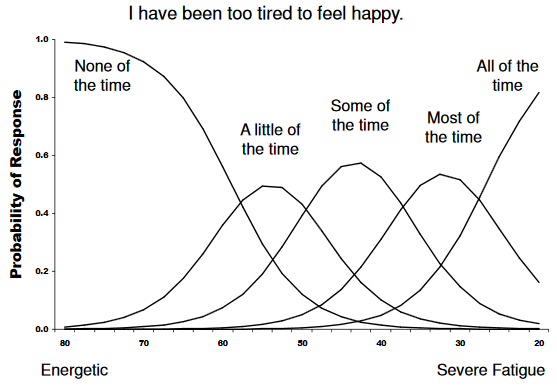 I have been too tired to feel happy.
1.0
0.8
0.6
0.4
0.2
0.0
Probability of Response
None of
the time
A little of
the time
Some of
the time
Most of
the time
All of the
time
80 70 60 50 40 30 20
Energetic Severe Fatigue